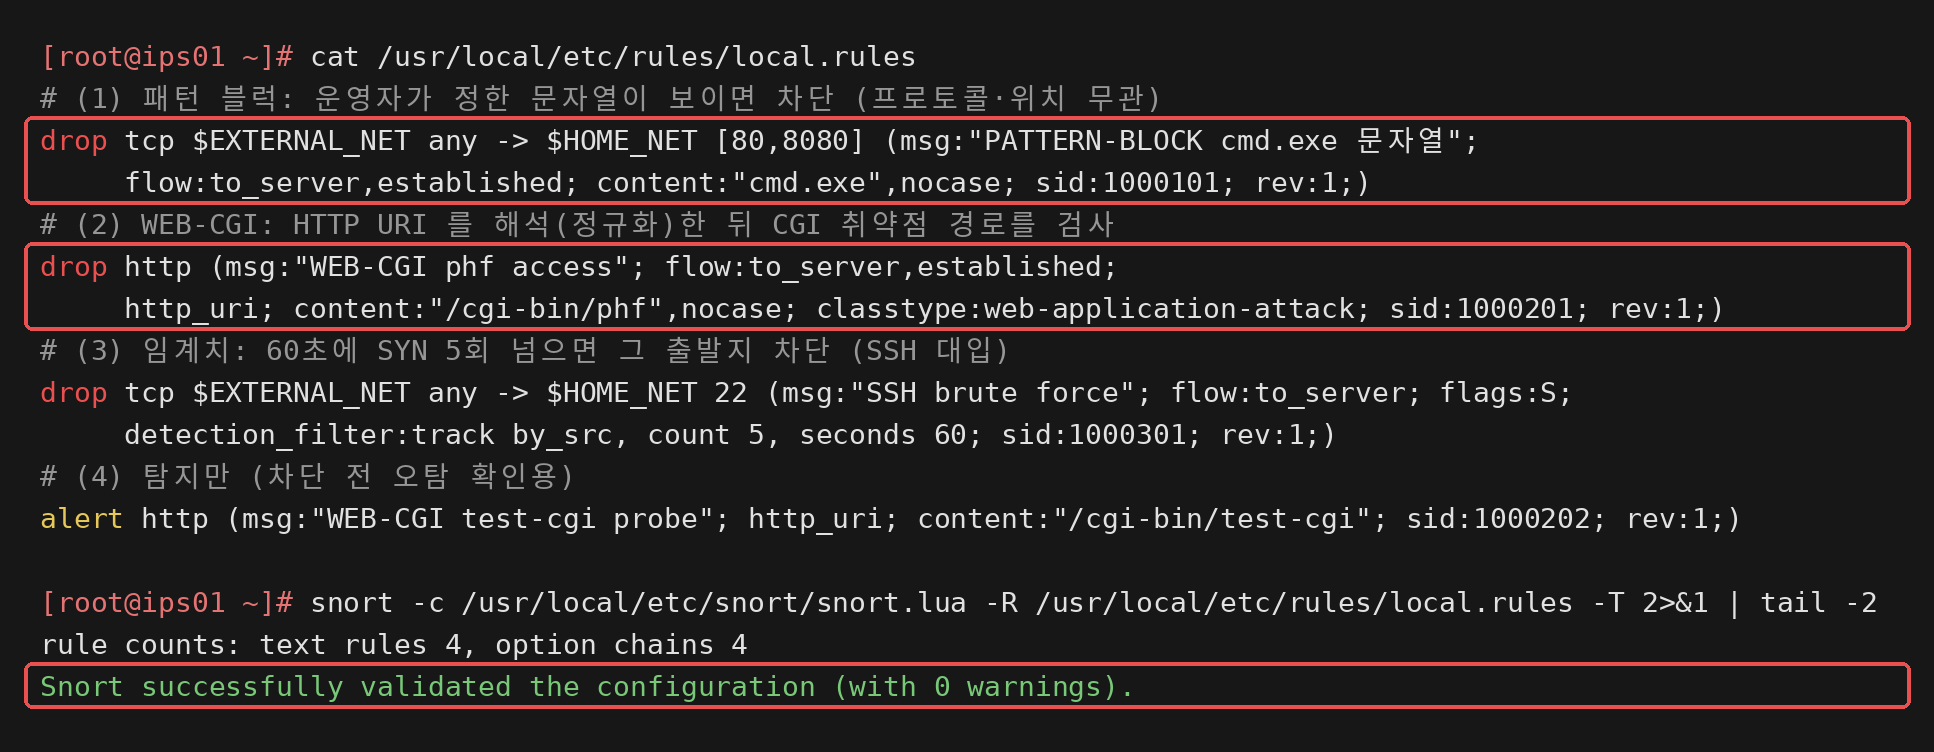 [root@ips01 ~]# cat /usr/local/etc/rules/local.rules
# (1) 패턴 블럭: 운영자가 정한 문자열이 보이면 차단 (프로토콜·위치 무관)
drop tcp $EXTERNAL_NET any -> $HOME_NET [80,8080] (msg:"PATTERN-BLOCK cmd.exe 문자열";
     flow:to_server,established; content:"cmd.exe",nocase; sid:1000101; rev:1;)
# (2) WEB-CGI: HTTP URI 를 해석(정규화)한 뒤 CGI 취약점 경로를 검사
drop http (msg:"WEB-CGI phf access"; flow:to_server,established;
     http_uri; content:"/cgi-bin/phf",nocase; classtype:web-application-attack; sid:1000201; rev:1;)
# (3) 임계치: 60초에 SYN 5회 넘으면 그 출발지 차단 (SSH 대입)
drop tcp $EXTERNAL_NET any -> $HOME_NET 22 (msg:"SSH brute force"; flow:to_server; flags:S;
     detection_filter:track by_src, count 5, seconds 60; sid:1000301; rev:1;)
# (4) 탐지만 (차단 전 오탐 확인용)
alert http (msg:"WEB-CGI test-cgi probe"; http_uri; content:"/cgi-bin/test-cgi"; sid:1000202; rev:1;)
[root@ips01 ~]# snort -c /usr/local/etc/snort/snort.lua -R /usr/local/etc/rules/local.rules -T 2>&1 | tail -2
rule counts: text rules 4, option chains 4
Snort successfully validated the configuration (with 0 warnings).